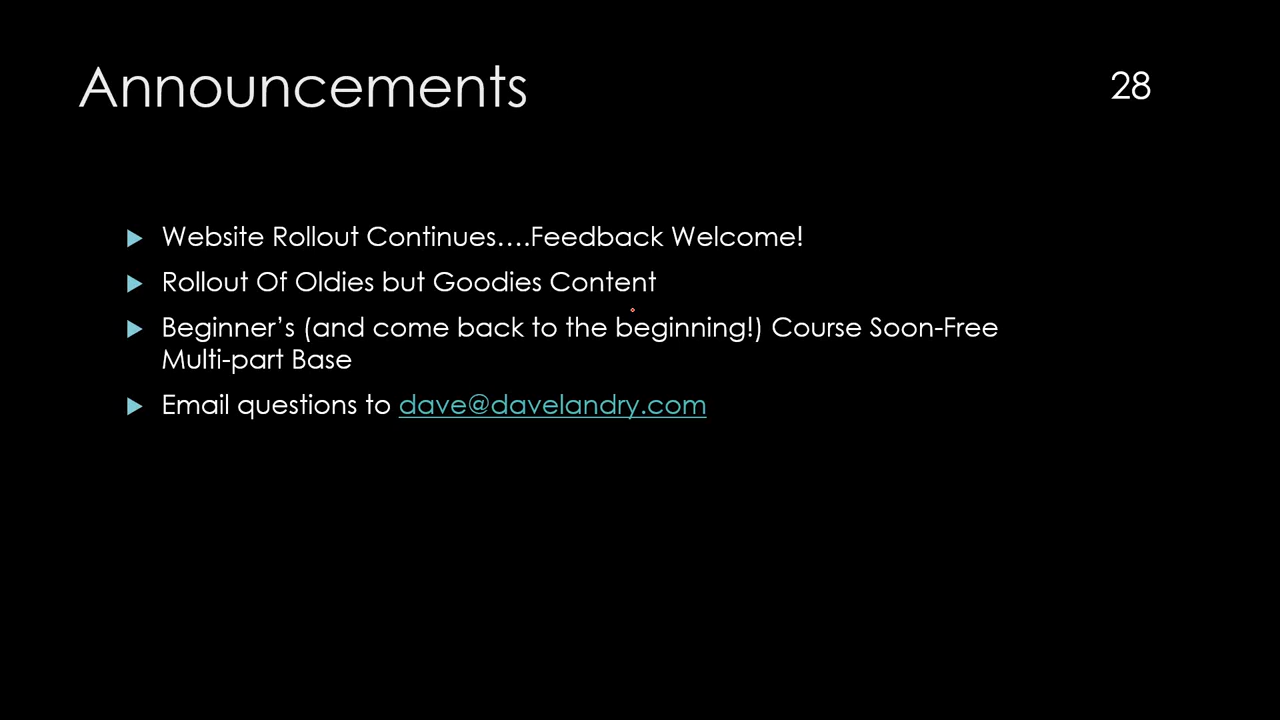 Announcements
28
Website Rollout Continues....Feedback Welcome!
Rollout Of Oldies but Goodies Content
Beginner’s (and come back to the beginning!) Course Soon-Free
Multi-part Base
Email questions to dave@davelandry.com